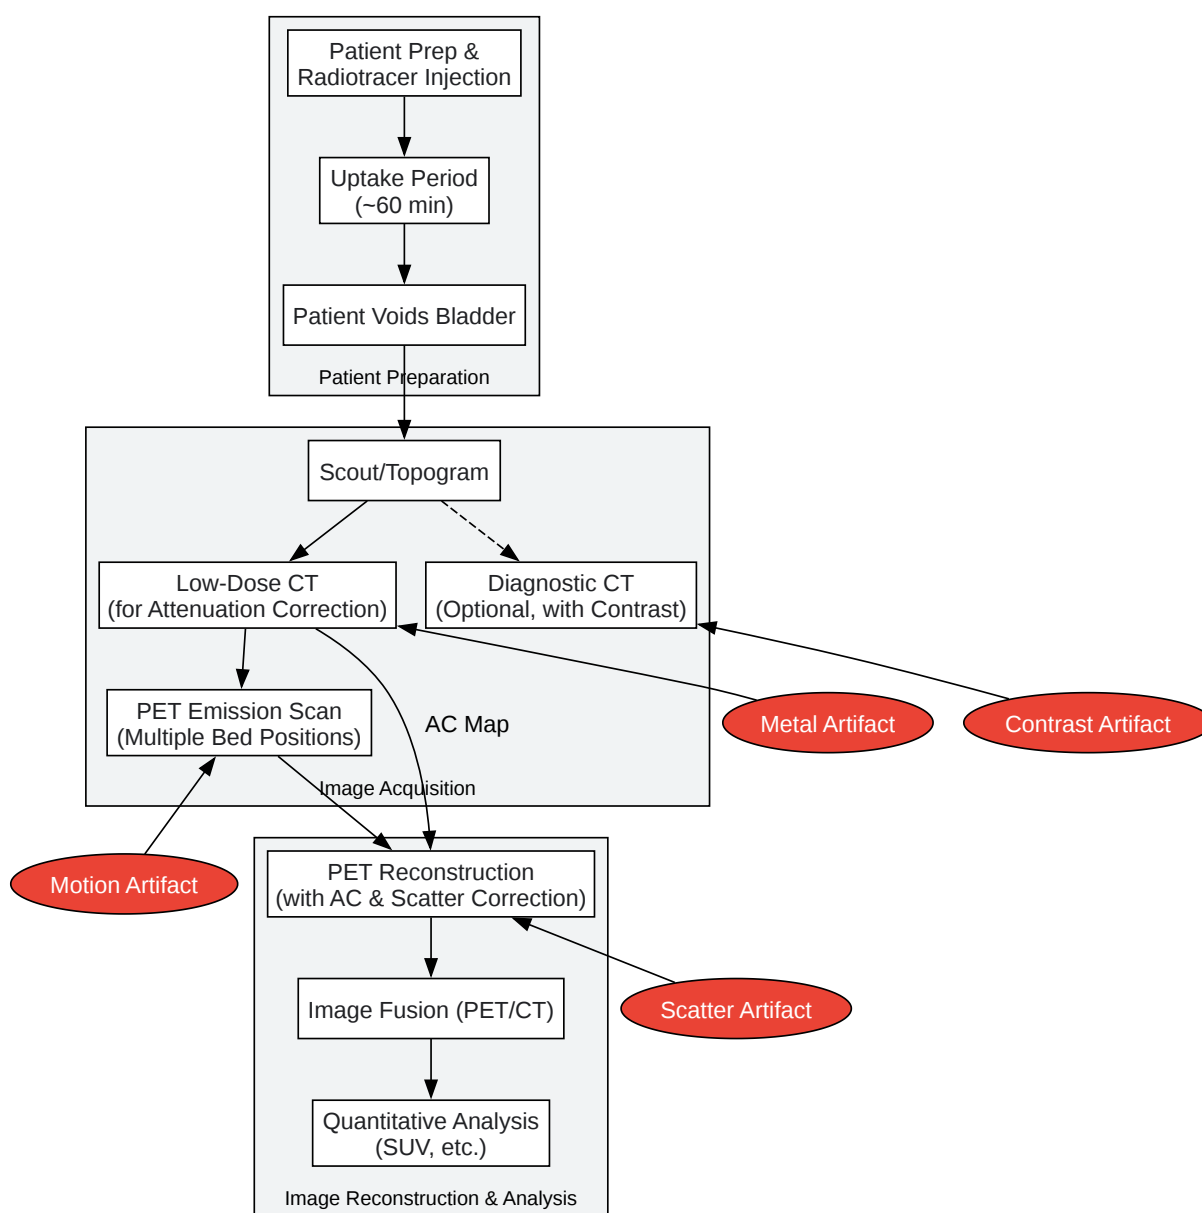 Patient Prep &
Radiotracer Injection
Uptake Period
(~60 min)
Patient Voids Bladder
Patient Preparation
Scout/Topogram
Low-Dose CT
(for Attenuation Correction)
Diagnostic CT
(Optional, with Contrast)
PET Emission Scan
(Multiple Bed Positions)
AC Map
Metal Artifact
Contrast Artifact
Image Acquisition
Motion Artifact
PET Reconstruction
(with AC & Scatter Correction)
Image Fusion (PET/CT)
Scatter Artifact
Quantitative Analysis
(SUV, etc.)
Image Reconstruction & Analysis